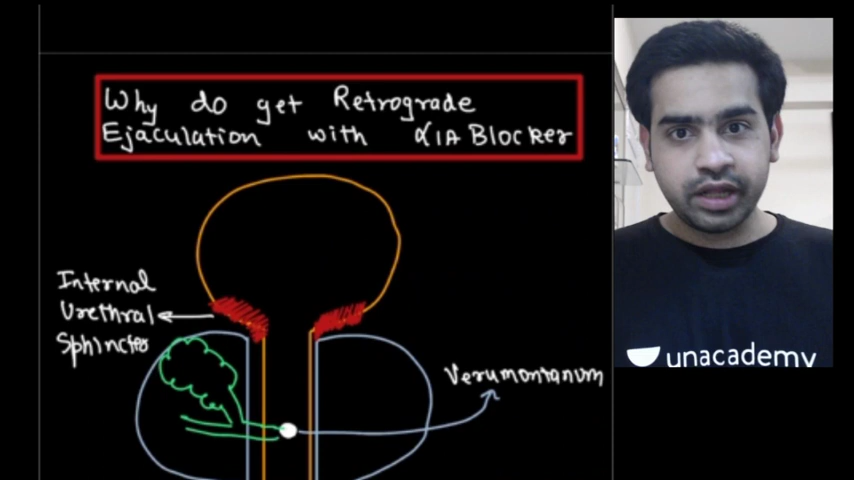 Why do get Retrograde
Ejaculation with α1A Blocker
Internal
Urethral
Sphincter
Verumontanum
unacademy